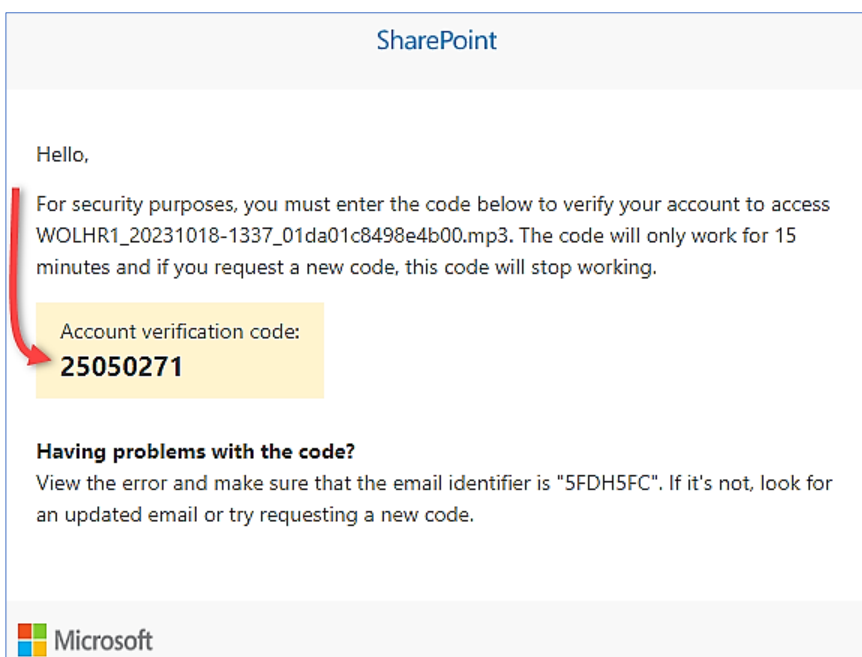 SharePoint
Hello,
For security purposes, you must enter the code below to verify your account to access
WOLHR1_20231018-1337_01da01c8498e4b00.mp3. The code will only work for 15
minutes and if you request a new code, this code will stop working.
Account verification code:
25050271
Having problems with the code?
View the error and make sure that the email identifier is "5FDH5FC". If it's not, look for
an updated email or try requesting a new code.
Microsoft